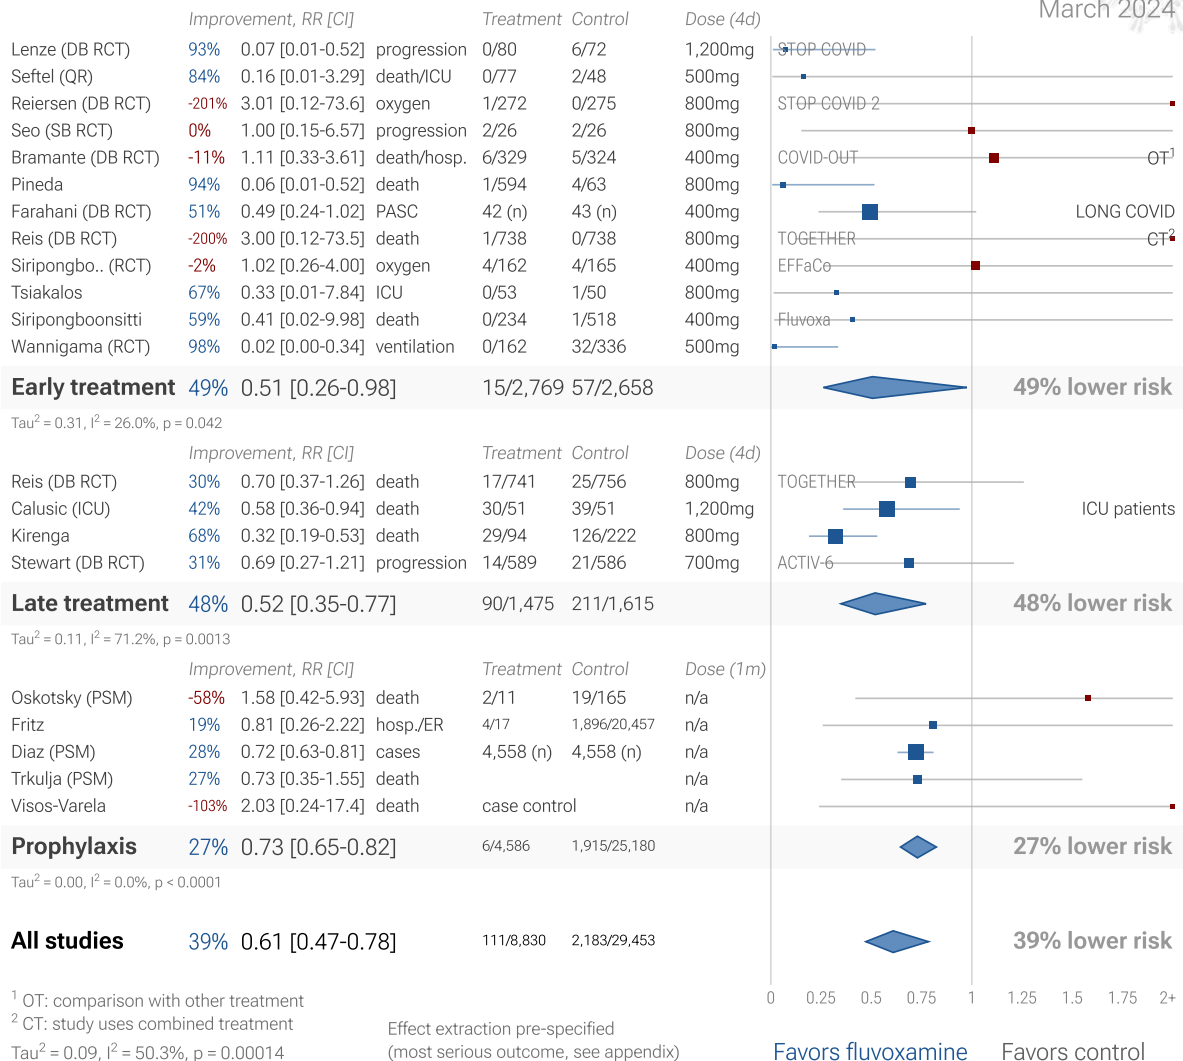 March 2024
Improvement, RR [CI] Treatment Control Dose (4d)
Lenze (DB RCT) 93% 0.07 [0.01-0.52] progression 0/80 6/72 1,200mg STOP COVID
Seftel (QR) 84% 0.16 [0.01-3.29] death/ICU 0/77 2/48 500mg
Reiersen (DB RCT) -201% 3.01 [0.12-73.6] oxygen 1/272 0/275 800mg STOP COVID 2
Seo (SB RCT) 0% 1.00 [0.15-6.57] progression 2/26 2/26 800mg
Bramante (DB RCT) -11% 1.11 [0.33-3.61] death/hosp. 6/329 5/324 400mg COVID-OUT OT¹
Pineda 94% 0.06 [0.01-0.52] death 1/594 4/63 800mg
Farahani (DB RCT) 51% 0.49 [0.24-1.02] PASC 42 (n) 43 (n) 400mg LONG COVID
Reis (DB RCT) -200% 3.00 [0.12-73.5] death 1/738 0/738 800mg TOGETHER CT²
Siripongbo.. (RCT) -2% 1.02 [0.26-4.00] oxygen 4/162 4/165 400mg EFFaCo
Tsiakalos 67% 0.33 [0.01-7.84] ICU 0/53 1/50 800mg
Siripongboonsitti 59% 0.41 [0.02-9.98] death 0/234 1/518 400mg Fluvoxa
Wannigama (RCT) 98% 0.02 [0.00-0.34] ventilation 0/162 32/336 500mg
Early treatment 49% 0.51 [0.26-0.98] 15/2,769 57/2,658 49% lower risk
Tau² = 0.31, I² = 26.0%, p = 0.042
Improvement, RR [CI] Treatment Control Dose (4d)
Reis (DB RCT) 30% 0.70 [0.37-1.26] death 17/741 25/756 800mg TOGETHER
Calusic (ICU) 42% 0.58 [0.36-0.94] death 30/51 39/51 1,200mg ICU patients
Kirenga 68% 0.32 [0.19-0.53] death 29/94 126/222 800mg
Stewart (DB RCT) 31% 0.69 [0.27-1.21] progression 14/589 21/586 700mg ACTIV-6
Late treatment 48% 0.52 [0.35-0.77] 90/1,475 211/1,615 48% lower risk
Tau² = 0.11, I² = 71.2%, p = 0.0013
Improvement, RR [CI] Treatment Control Dose (1m)
Oskotsky (PSM) -58% 1.58 [0.42-5.93] death 2/11 19/165 n/a
Fritz 19% 0.81 [0.26-2.22] hosp./ER 4/17 1,896/20,457 n/a
Diaz (PSM) 28% 0.72 [0.63-0.81] cases 4,558 (n) 4,558 (n) n/a
Trkulja (PSM) 27% 0.73 [0.35-1.55] death n/a
Visos-Varela -103% 2.03 [0.24-17.4] death case control n/a
Prophylaxis 27% 0.73 [0.65-0.82] 6/4,586 1,915/25,180 27% lower risk
Tau² = 0.00, I² = 0.0%, p < 0.0001
All studies 39% 0.61 [0.47-0.78] 111/8,830 2,183/29,453 39% lower risk
0 0.25 0.5 0.75 1 1.25 1.5 1.75 2+
¹ OT: comparison with other treatment
² CT: study uses combined treatment
Tau² = 0.09, I² = 50.3%, p = 0.00014
Effect extraction pre-specified
(most serious outcome, see appendix)
Favors fluvoxamine Favors control